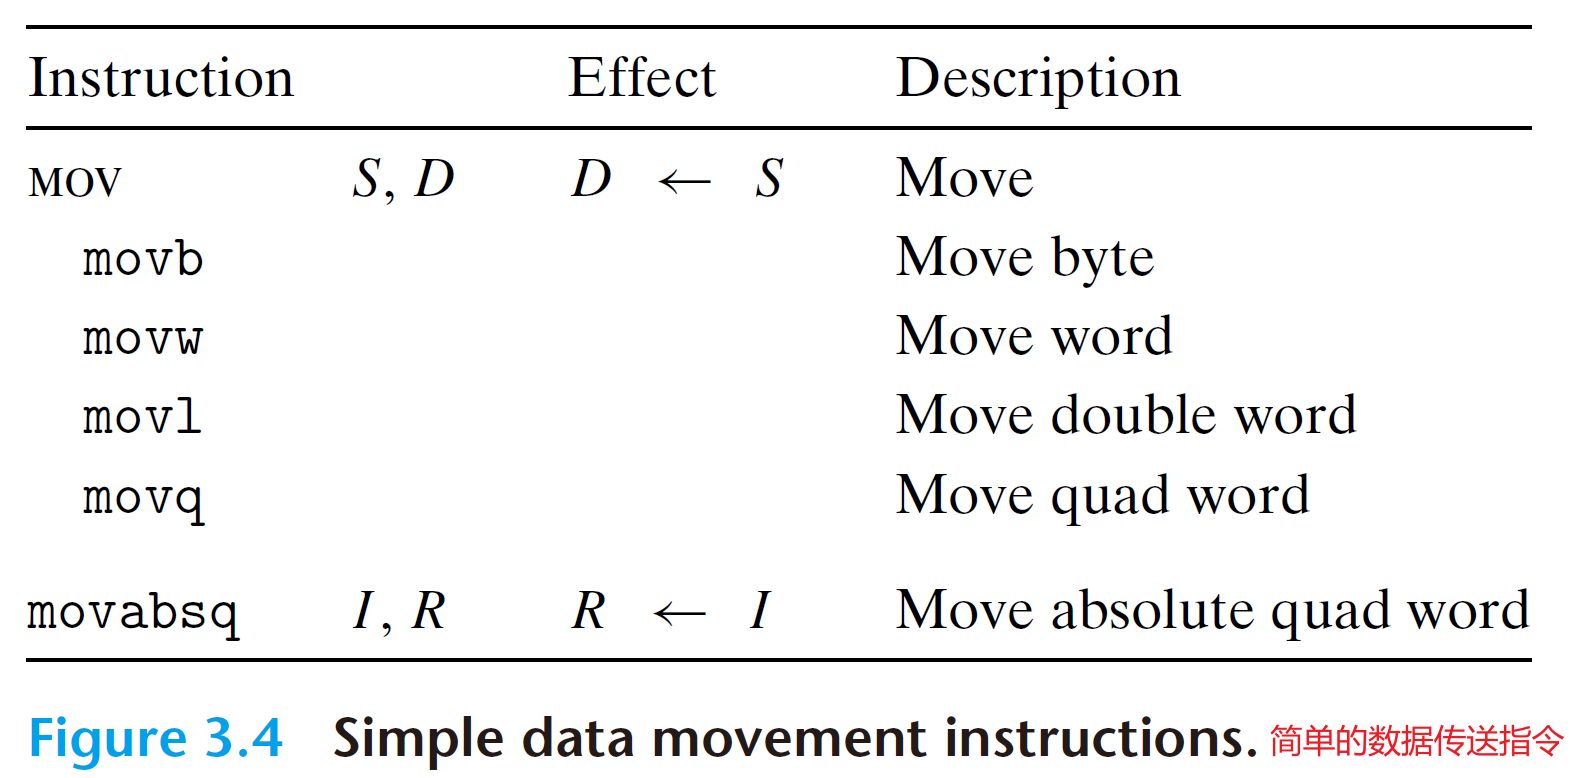 Instruction Effect Description
MOV S, D D ← S Move
movb Move byte
movw Move word
movl Move double word
movq Move quad word
movabsq I, R R ← I Move absolute quad word
Figure 3.4 Simple data movement instructions. 简单的数据传送指令